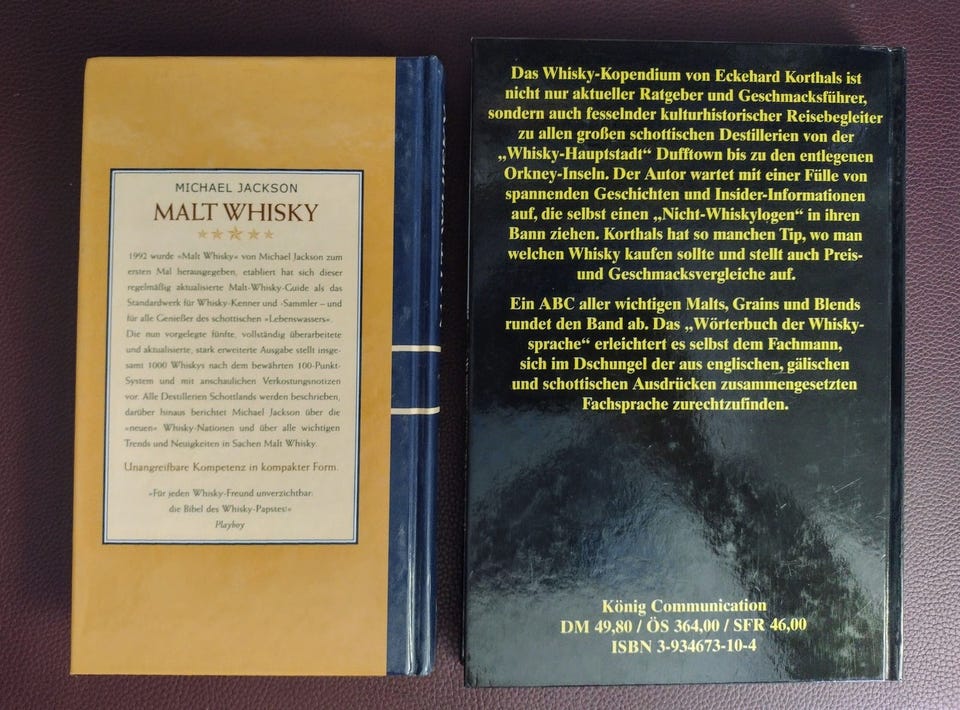 MICHAEL JACKSON
MALT WHISKY
1992 wurde »Malt Whisky« von Michael Jackson zum
ersten Mal herausgegeben, etabliert hat sich dieser
regelmäßig aktualisierte Malt-Whisky-Guide als das
Standardwerk für Whisky-Kenner und -Sammler – und
für alle Genießer des schottischen »Lebenswassers«.
Die nun vorgelegte fünfte, vollständig überarbeitete
und aktualisierte, stark erweiterte Ausgabe stellt insge-
samt 1000 Whiskys nach dem bewährten 100-Punkt-
System und mit anschaulichen Verkostungsnotizen
vor. Alle Destillerien Schottlands werden beschrieben,
darüber hinaus berichtet Michael Jackson über die
»neuen« Whisky-Nationen und über alle wichtigen
Trends und Neuigkeiten in Sachen Malt Whisky.
Unangreifbare Kompetenz in kompakter Form.
»Für jeden Whisky-Freund unverzichtbar:
die Bibel des Whisky-Papstes!«
Playboy
Das Whisky-Kopendium von Eckehard Korthals ist
nicht nur aktueller Ratgeber und Geschmacksführer,
sondern auch fesselnder kulturhistorischer Reisebegleiter
zu allen großen schottischen Destillerien von der
„Whisky-Hauptstadt“ Dufftown bis zu den entlegenen
Orkney-Inseln. Der Autor wartet mit einer Fülle von
spannenden Geschichten und Insider-Informationen
auf, die selbst einen „Nicht-Whiskylogen“ in ihren
Bann ziehen. Korthals hat so manchen Tip, wo man
welchen Whisky kaufen sollte und stellt auch Preis-
und Geschmacksvergleiche auf.
Ein ABC aller wichtigen Malts, Grains und Blends
rundet den Band ab. Das „Wörterbuch der Whisky-
sprache“ erleichtert es selbst dem Fachmann,
sich im Dschungel der aus englischen, gälischen
und schottischen Ausdrücken zusammengesetzten
Fachsprache zurechtzufinden.
König Communication
DM 49,80 / ÖS 364,00 / SFR 46,00
ISBN 3-934673-10-4